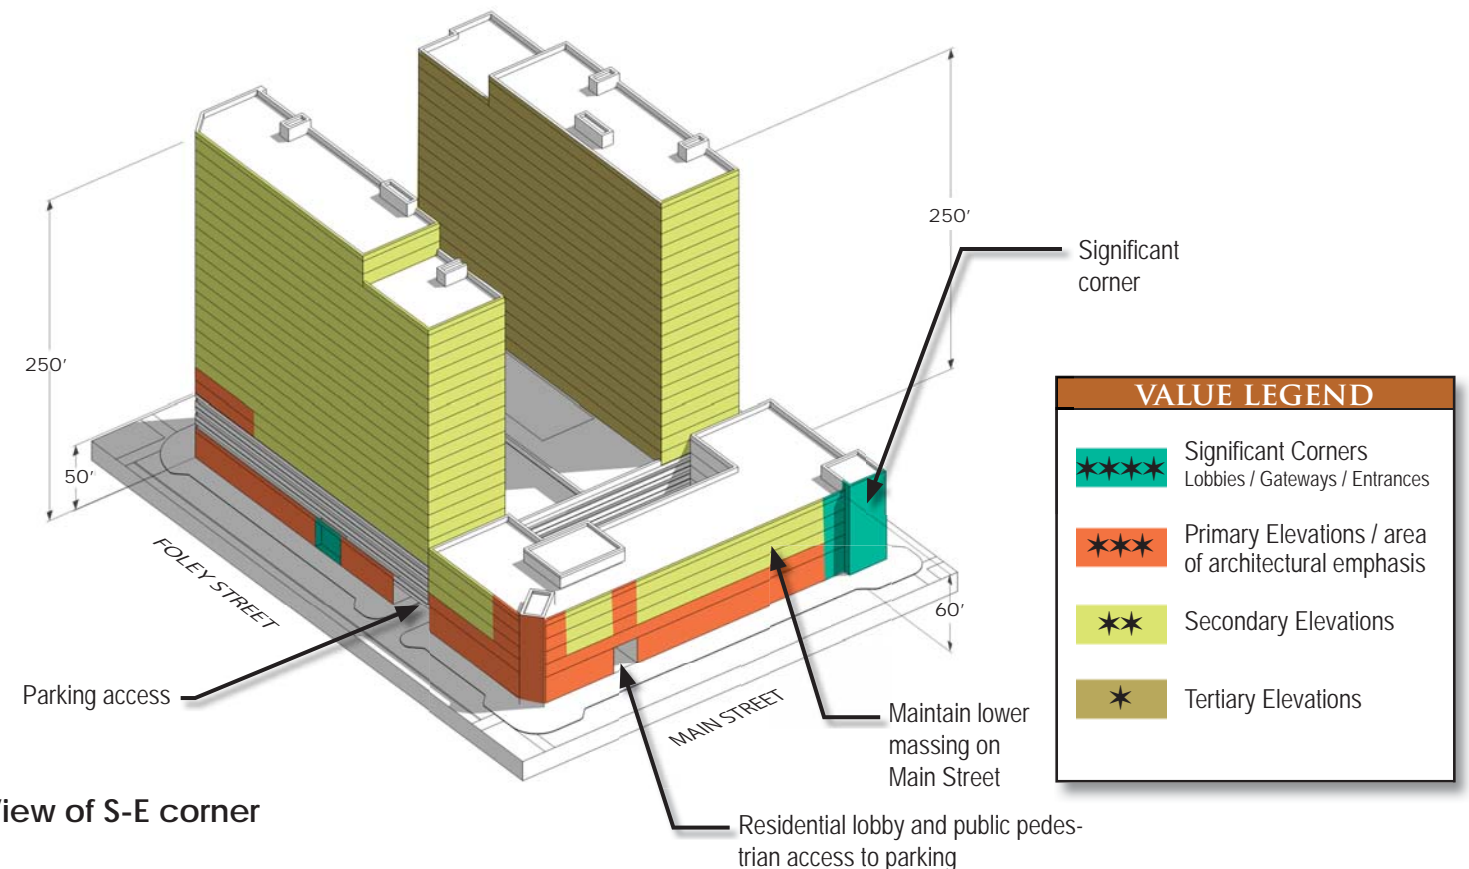 250'
Significant
corner
250'
VALUE LEGEND
Significant Corners
Lobbies / Gateways / Entrances
50'
Primary Elevations / area
of architectural emphasis
FOLEY STREET
60'
Secondary Elevations
Parking access
Tertiary Elevations
MAIN STREET
Maintain lower
massing on
Main Street
View of S-E corner
Residential lobby and public pedes-
trian access to parking